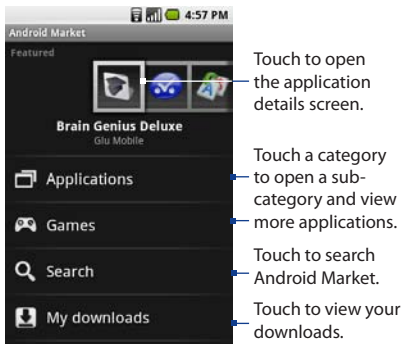 4:57 PM
Android Market
Featured
Brain Genius Deluxe
Glu Mobile
Applications
Games
Search
My downloads
Touch to open
the application
details screen.
Touch a category
to open a sub-
category and view
more applications.
Touch to search
Android Market.
Touch to view your
downloads.